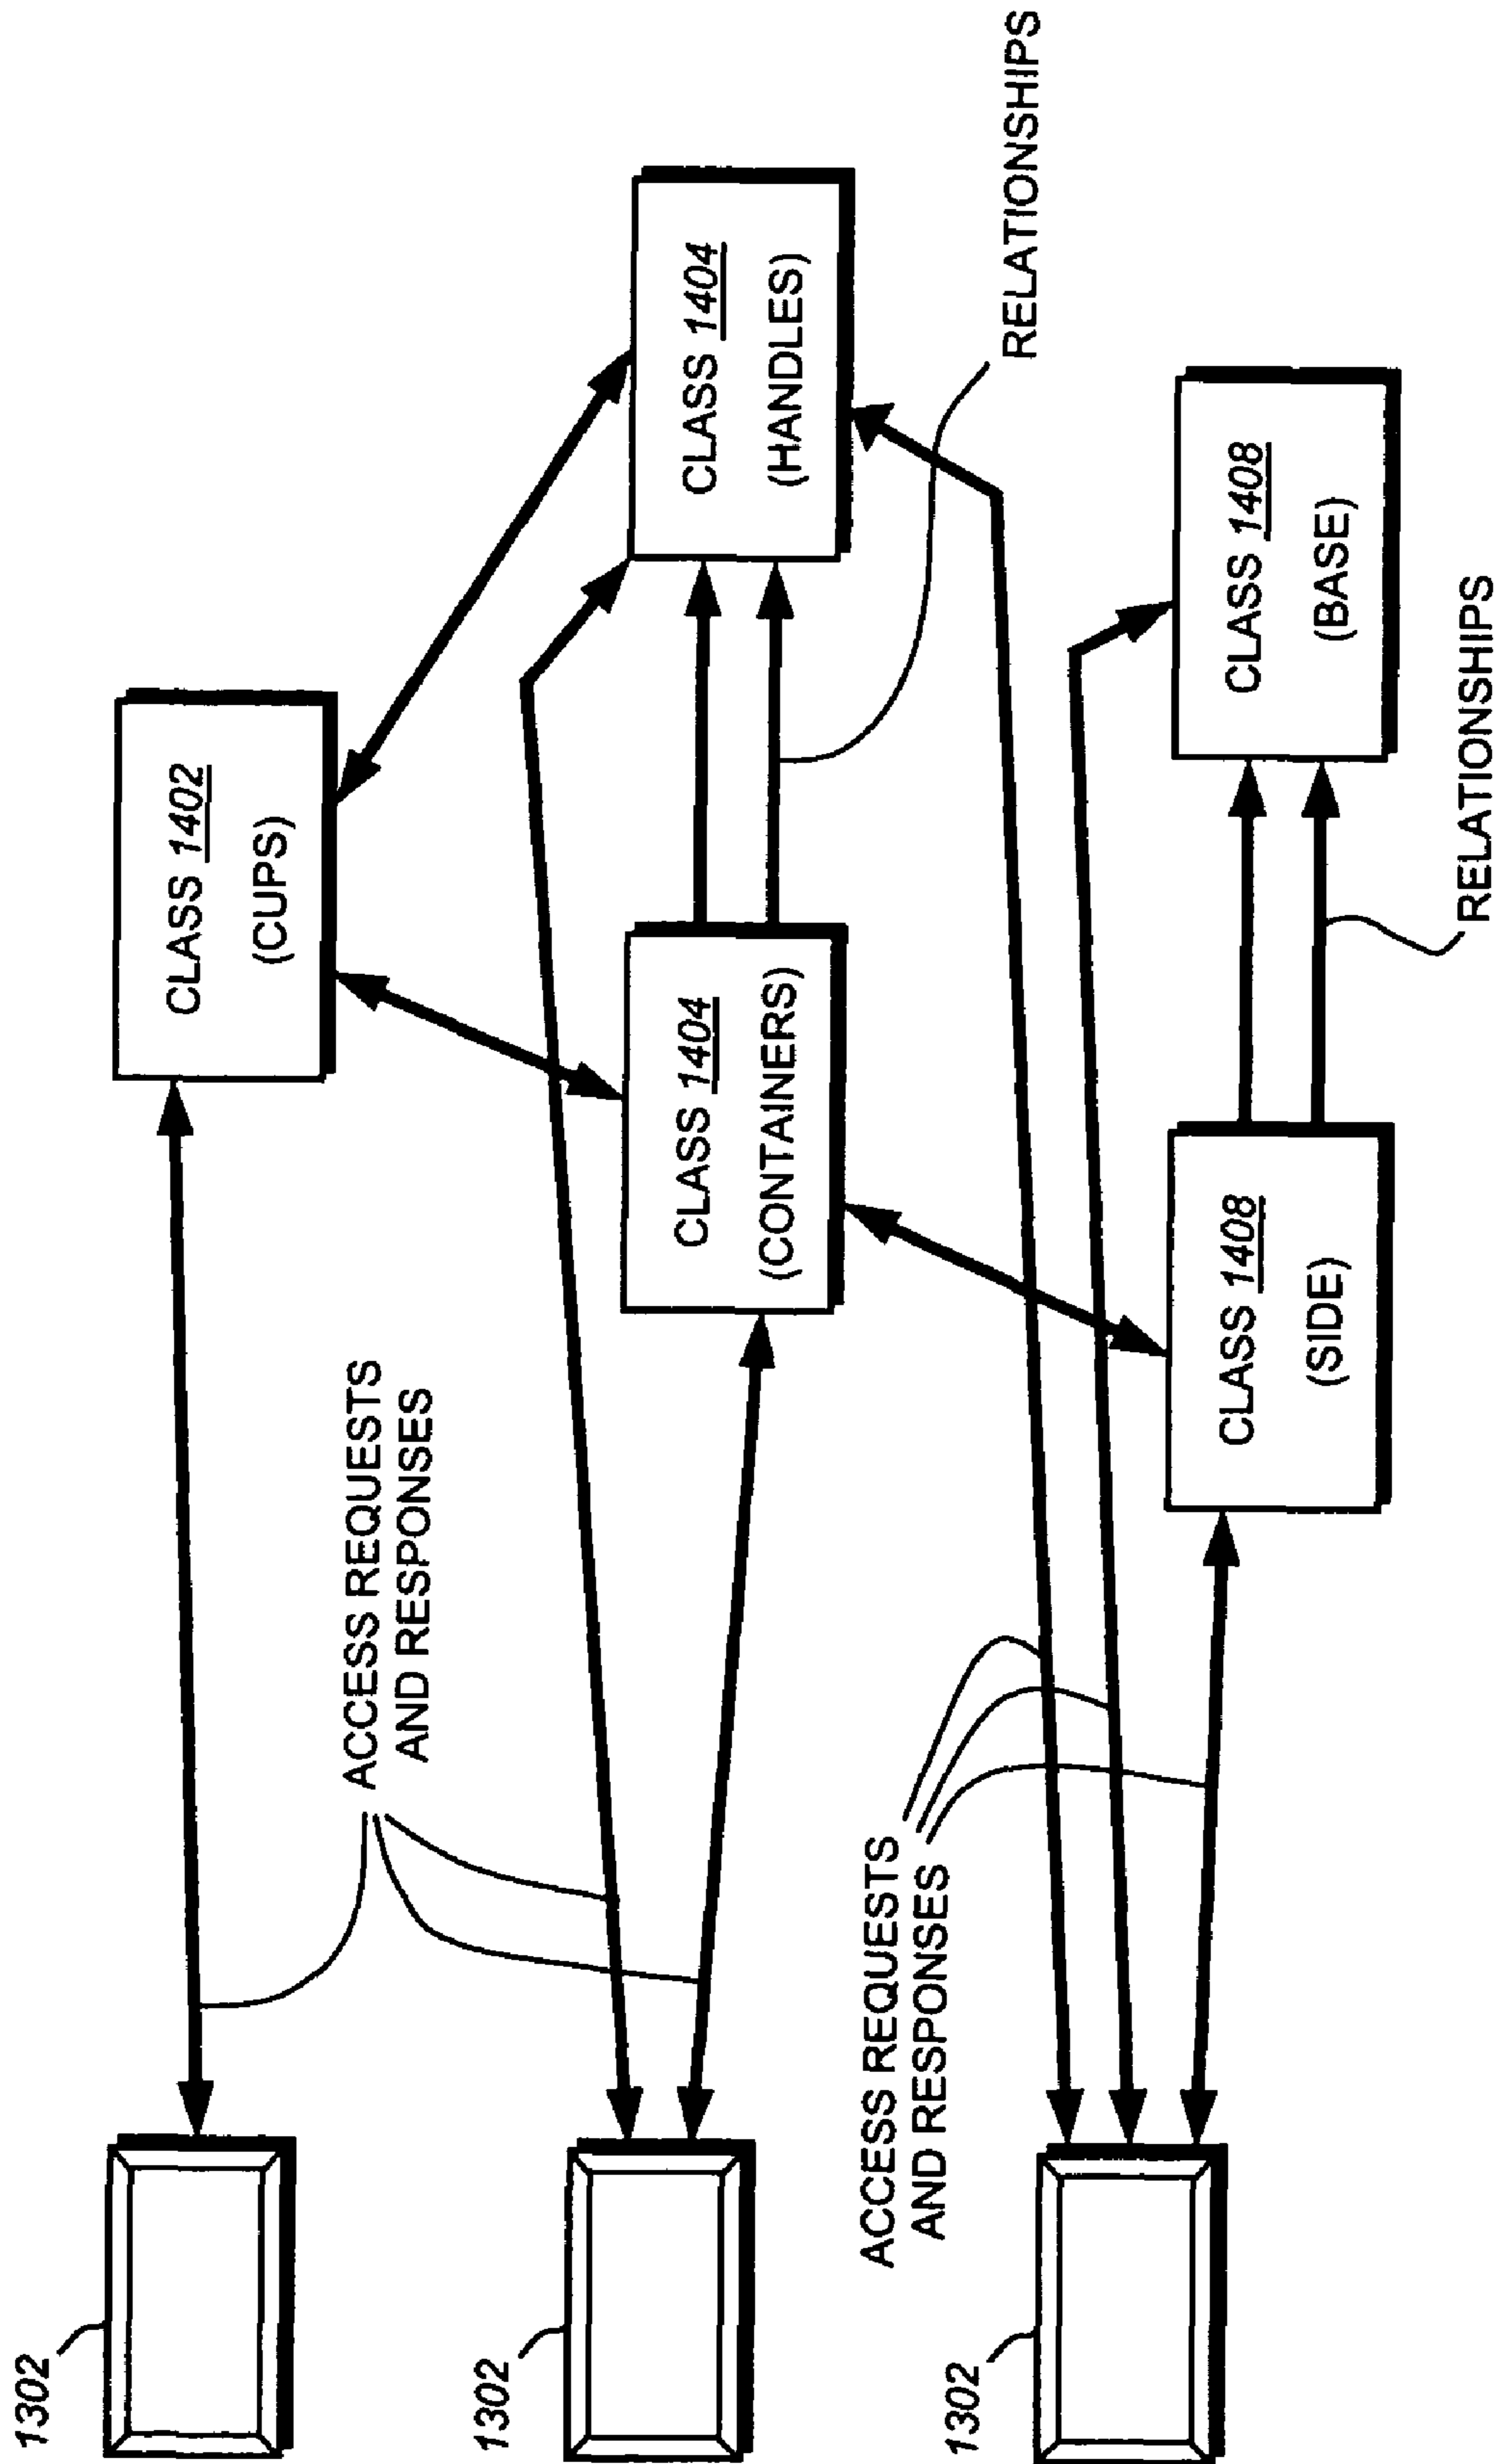 1302
ACCESS REQUESTS
AND RESPONSES
CLASS 1402
(CUPS)
1302
CLASS 1404
(CONTAINERS)
CLASS 1404
(HANDLES)
RELATIONSHIPS
1302
ACCESS REQUESTS
AND RESPONSES
CLASS 1408
(SIDE)
CLASS 1408
(BASE)
RELATIONSHIPS